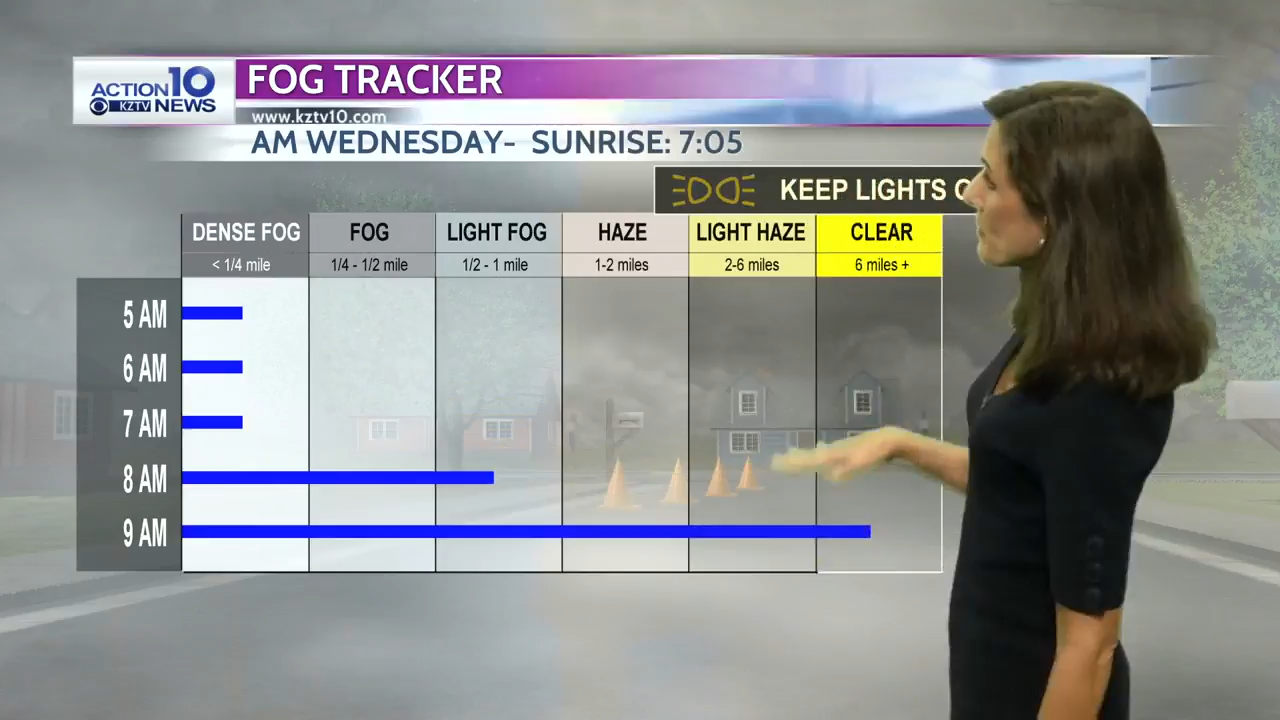 ACTION 10
KZTV NEWS
FOG TRACKER
www.kztv10.com
AM WEDNESDAY- SUNRISE: 7:05
KEEP LIGHTS
DENSE FOG FOG LIGHT FOG HAZE LIGHT HAZE CLEAR
< 1/4 mile 1/4 - 1/2 mile 1/2 - 1 mile 1-2 miles 2-6 miles 6 miles +
5 AM
6 AM
7 AM
8 AM
9 AM